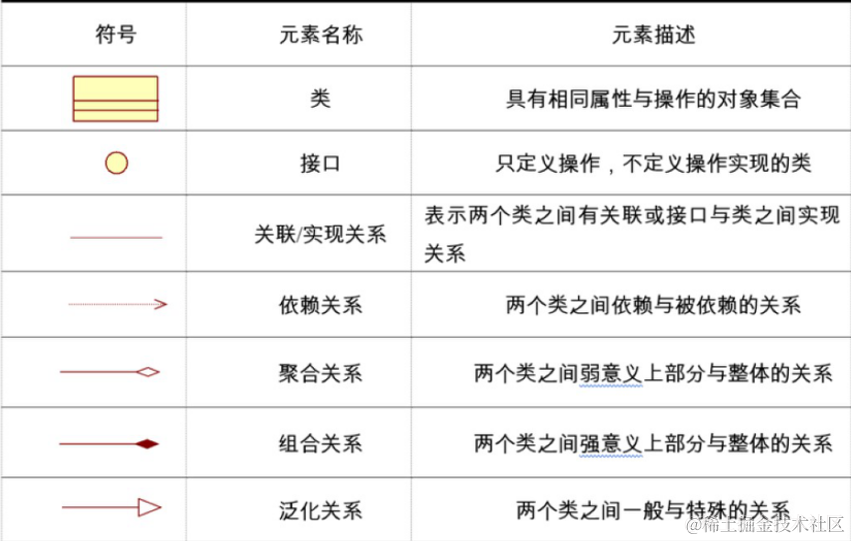 符号 元素名称 元素描述
类 具有相同属性与操作的对象集合
接口 只定义操作，不定义操作实现的类
关联/实现关系 表示两个类之间有关联或接口与类之间实现
关系
依赖关系 两个类之间依赖与被依赖的关系
聚合关系 两个类之间弱意义上部分与整体的关系
组合关系 两个类之间强意义上部分与整体的关系
泛化关系 两个类之间一般与特殊的关系
@稀土掘金技术社区